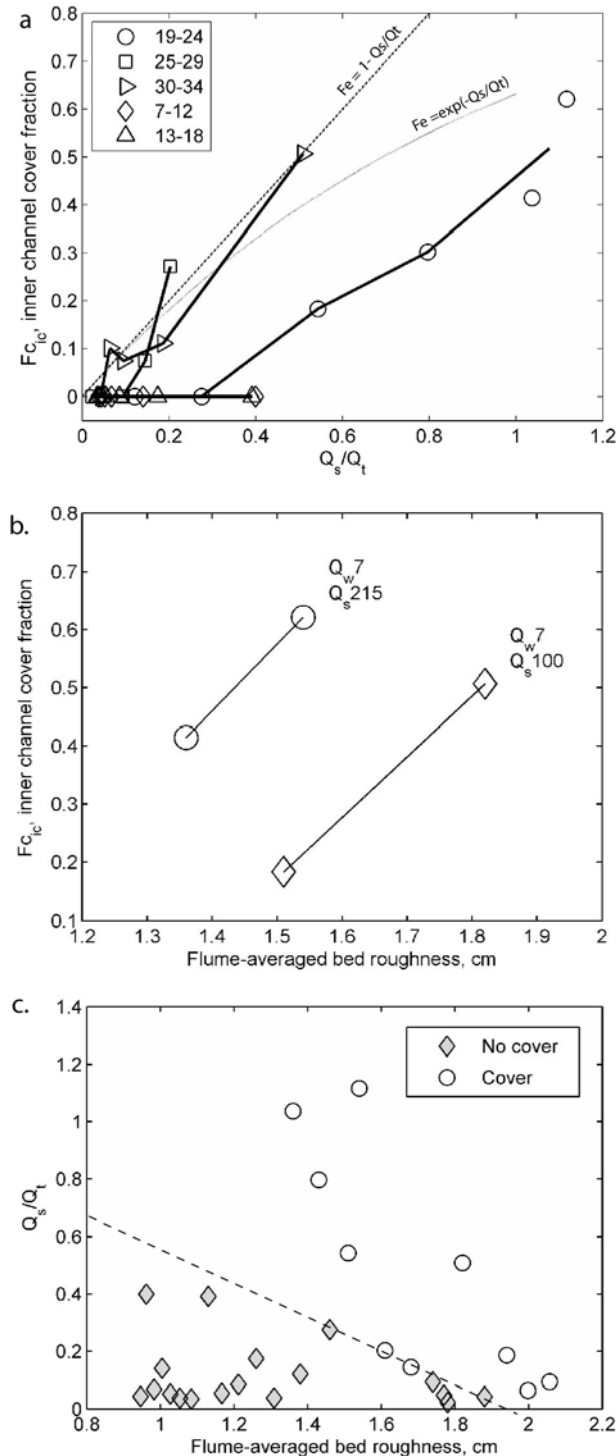 a
0.8
0.7
0.6
0.5
0.4
0.3
0.2
0.1
0
Fc_ic, inner channel cover fraction
19-24
25-29
30-34
7-12
13-18
Fe = 1- Qs/Qt
Fe =exp(-Qs/Qt)
0 0.2 0.4 0.6 0.8 1 1.2
Q_s/Q_t
b.
0.8
0.7
0.6
0.5
0.4
0.3
0.2
0.1
Fc_ic, inner channel cover fraction
Q_w7
Q_s215
Q_w7
Q_s100
1.2 1.3 1.4 1.5 1.6 1.7 1.8 1.9 2
Flume-averaged bed roughness, cm
c.
1.4
1.2
1
0.8
0.6
0.4
0.2
0
Q_s/Q_t
No cover
Cover
0.8 1 1.2 1.4 1.6 1.8 2 2.2
Flume-averaged bed roughness, cm